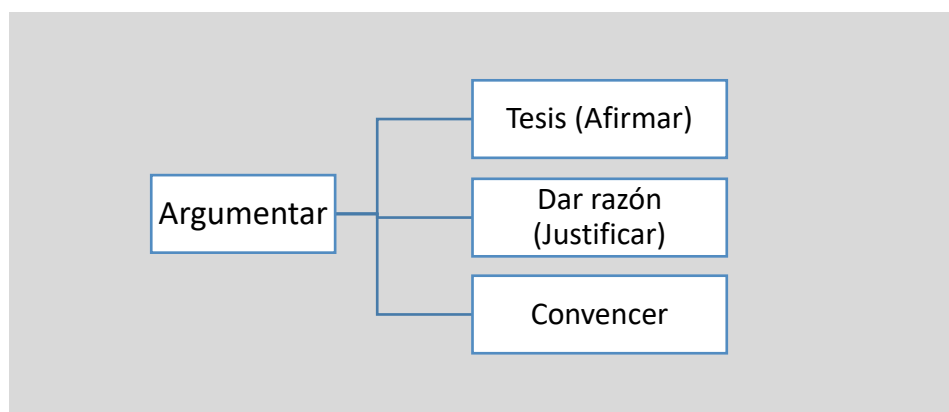 Argumentar
Tesis (Afirmar)
Dar razón
(Justificar)
Convencer